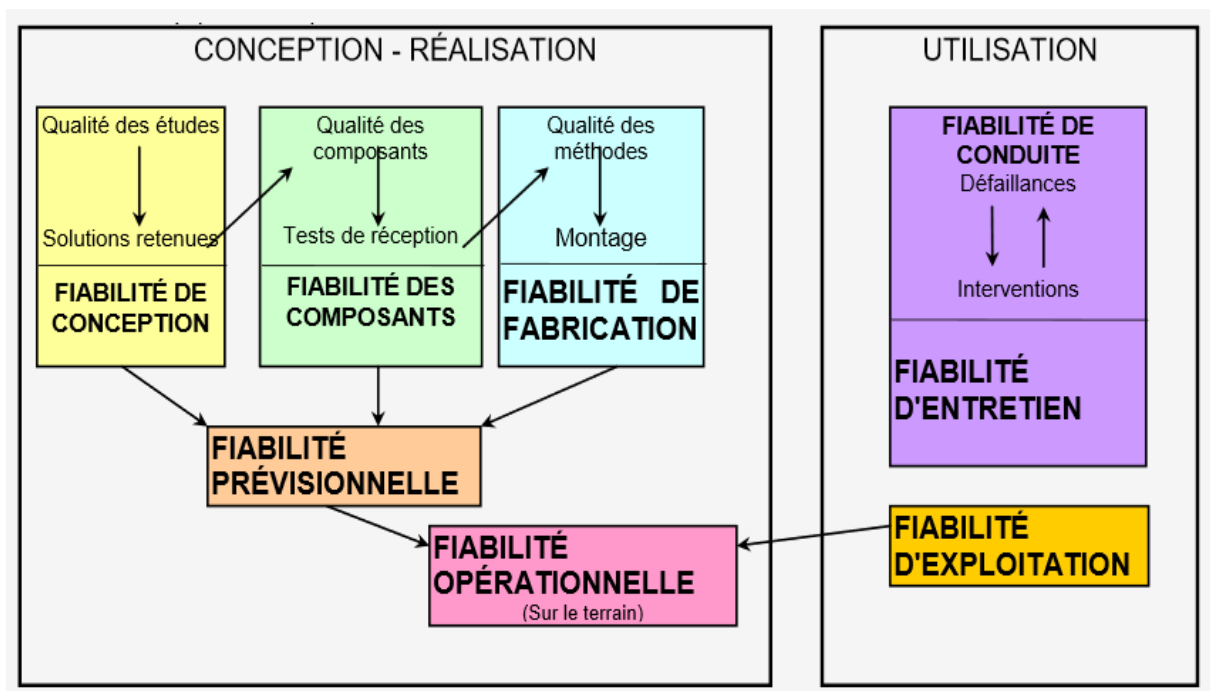 CONCEPTION - RÉALISATION
Qualité des études
Solutions retenues
FIABILITÉ DE
CONCEPTION
Qualité des
composants
Tests de réception
FIABILITÉ DES
COMPOSANTS
Qualité des
méthodes
Montage
FIABILITÉ DE
FABRICATION
FIABILITÉ
PRÉVISIONNELLE
FIABILITÉ
OPÉRATIONNELLE
(Sur le terrain)
UTILISATION
FIABILITÉ DE
CONDUITE
Défaillances
Interventions
FIABILITÉ
D'ENTRETIEN
FIABILITÉ
D'EXPLOITATION